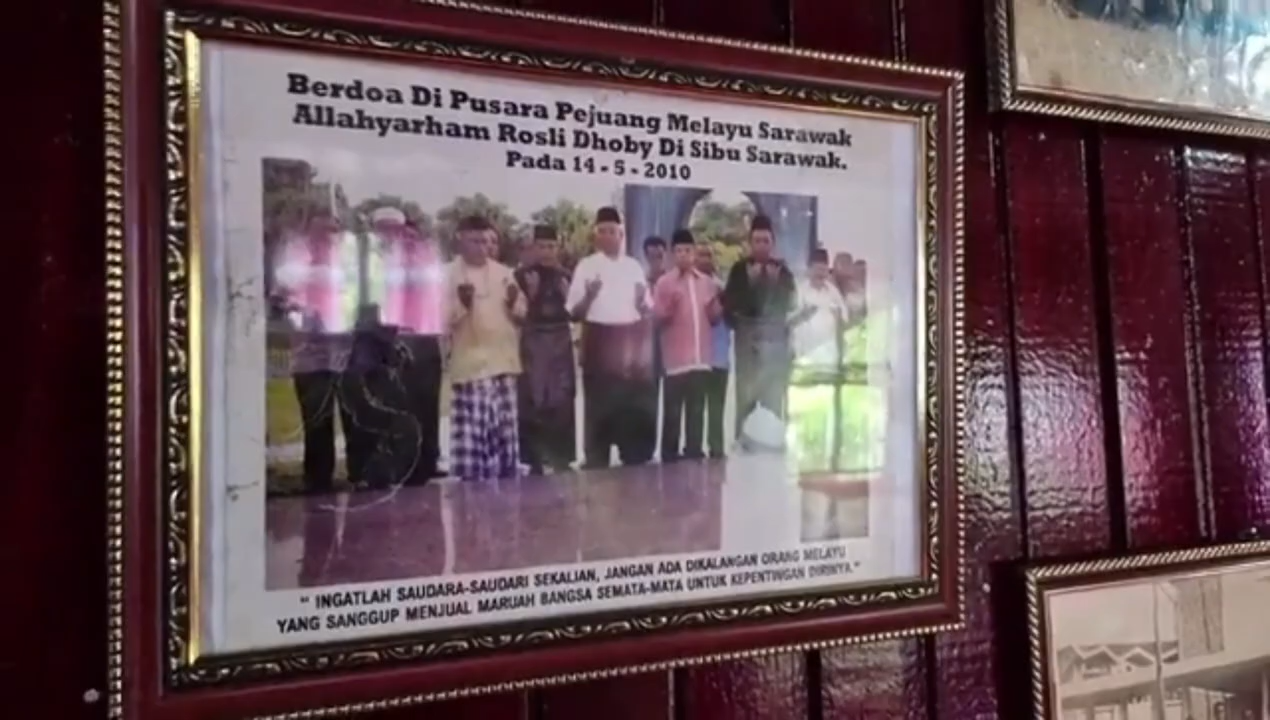 Berdoa Di Pusara Pejuang Melayu Sarawak
Allahyarham Rosli Dhoby Di Sibu Sarawak.
Pada 14 - 5 - 2010
“ INGATLAH SAUDARA-SAUDARI SEKALIAN, JANGAN ADA DIKALANGAN ORANG MELAYU
YANG SANGGUP MENJUAL MARUAH BANGSA SEMATA-MATA UNTUK KEPENTINGAN DIRINYA.”